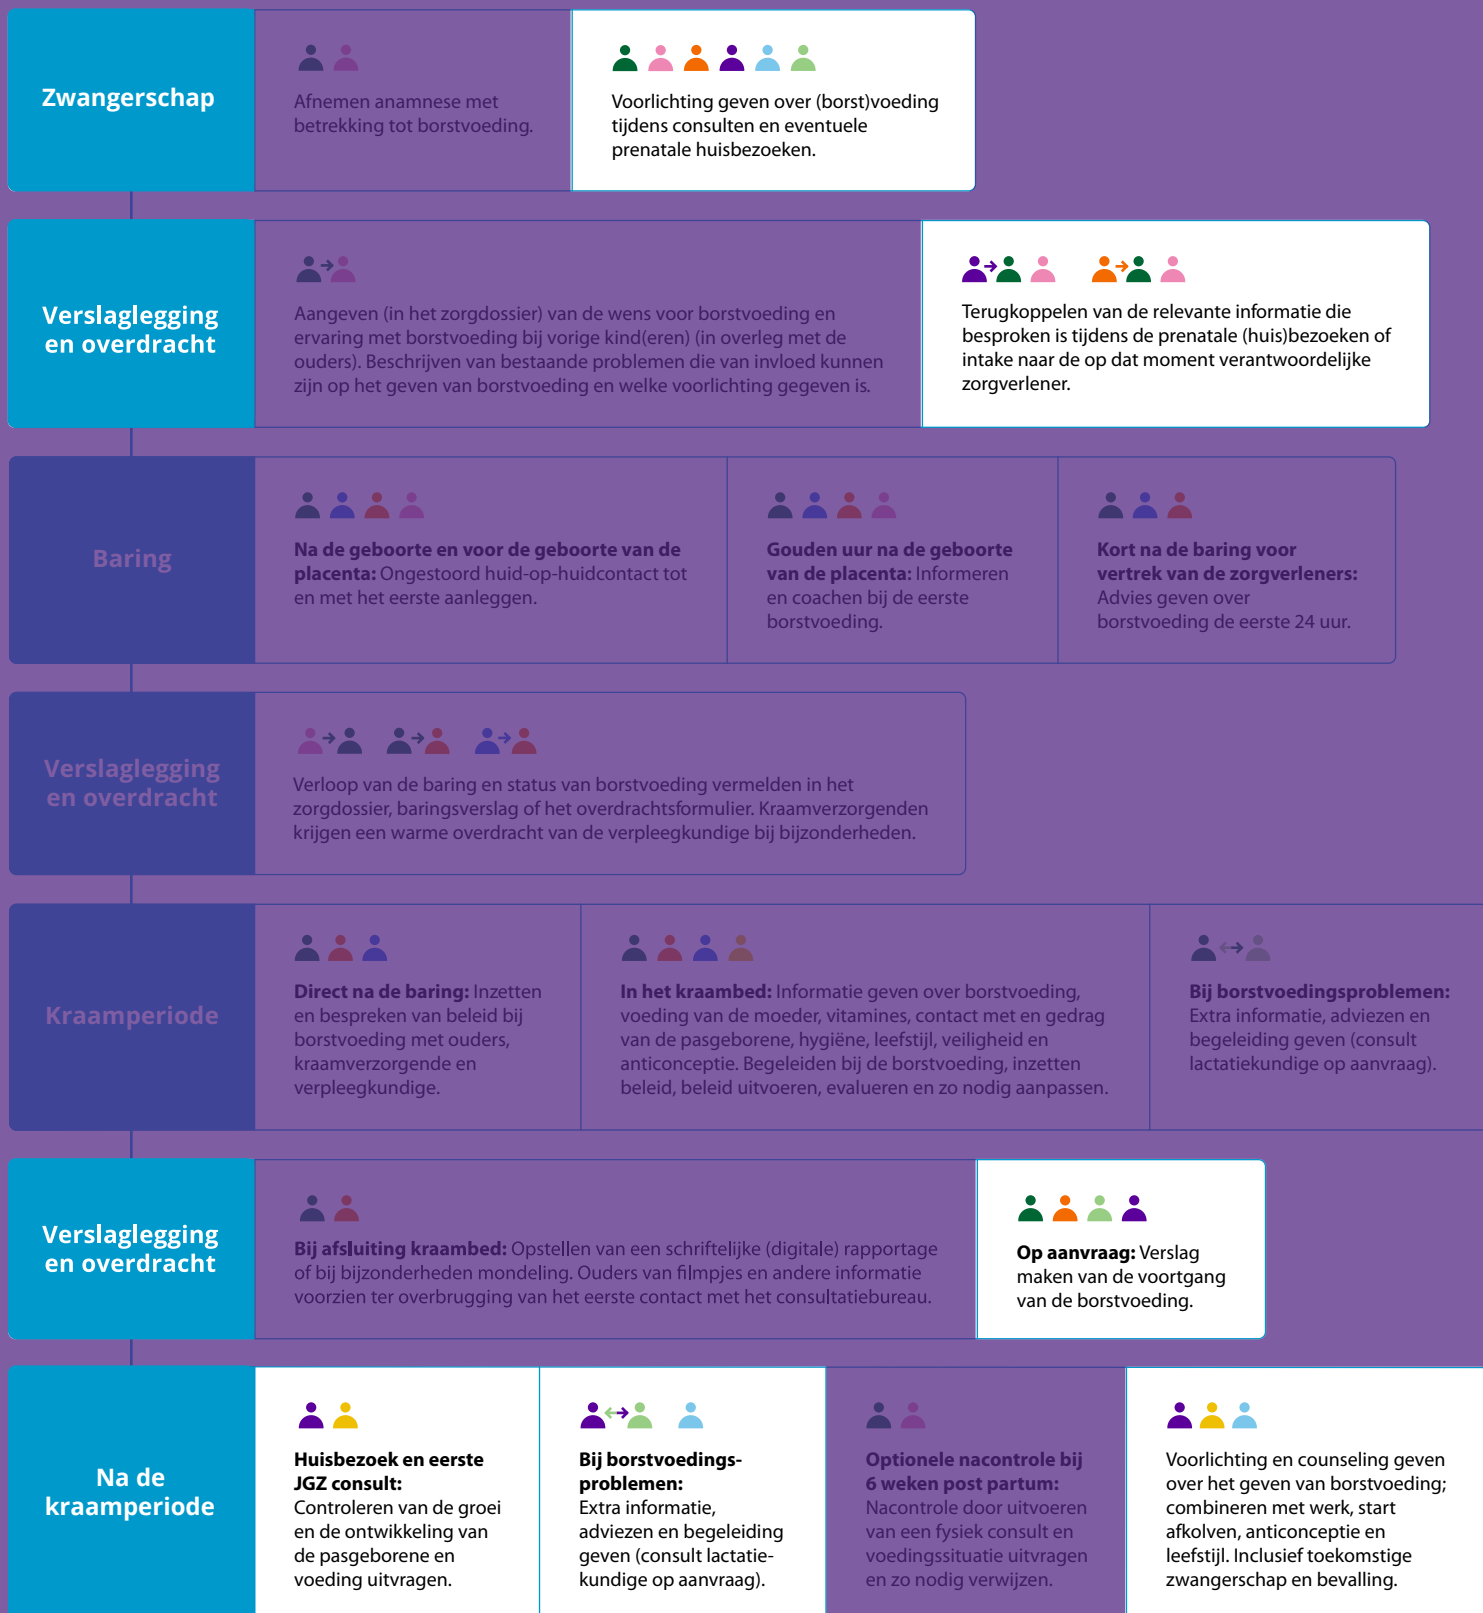 Zwangerschap
Afnemen anamnese met
betrekking tot borstvoeding.
Voorlichting geven over (borst)voeding
tijdens consulten en eventuele
prenatale huisbezoeken.
Verslaglegging
en overdracht
Aangeven (in het zorgdossier) van de wens voor borstvoeding en
ervaring met borstvoeding bij vorige kind(eren) (in overleg met de
ouders). Beschrijven van bestaande problemen die van invloed kunnen
zijn op het geven van borstvoeding en welke voorlichting gegeven is.
Terugkoppelen van de relevante informatie die
besproken is tijdens de prenatale (huis)bezoeken of
intake naar de op dat moment verantwoordelijke
zorgverlener.
Baring
Na de geboorte en voor de geboorte van de
placenta: Ongestoord huid-op-huidcontact tot
en met het eerste aanleggen.
Gouden uur na de geboorte
van de placenta: Informeren
en coachen bij de eerste
borstvoeding.
Kort na de baring voor
vertrek van de zorgverleners:
Advies geven over
borstvoeding de eerste 24 uur.
Verslaglegging
en overdracht
Verloop van de baring en status van borstvoeding vermelden in het
zorgdossier, baringsverslag of het overdrachtsformulier. Kraamverzorgenden
krijgen een warme overdracht van de verpleegkundige bij bijzonderheden.
Kraamperiode
Direct na de baring: Inzetten
en bespreken van beleid bij
borstvoeding met ouders,
kraamverzorgende en
verpleegkundige.
In het kraambed: Informatie geven over borstvoeding,
voeding van de moeder, vitamines, contact met en gedrag
van de pasgeborene, hygiëne, leefstijl, veiligheid en
anticonceptie. Begeleiden bij de borstvoeding, inzetten
beleid, beleid uitvoeren, evalueren en zo nodig aanpassen.
Bij borstvoedingsproblemen:
Extra informatie, adviezen en
begeleiding geven (consult
lactatiekundige op aanvraag).
Verslaglegging
en overdracht
Bij afsluiting kraambed: Opstellen van een schriftelijke (digitale) rapportage
of bij bijzonderheden mondeling. Ouders van filmpjes en andere informatie
voorzien ter overbrugging van het eerste contact met het consultatiebureau.
Op aanvraag: Verslag
maken van de voortgang
van de borstvoeding.
Na de
kraamperiode
Huisbezoek en eerste
JGZ consult:
Controleren van de groei
en de ontwikkeling van
de pasgeborene en
voeding uitvragen.
Bij borstvoedings-
problemen:
Extra informatie,
adviezen en begeleiding
geven (consult lactatie-
kundige op aanvraag).
Optionele nacontrole bij
6 weken post partum:
Nacontrole door uitvoeren
van een fysiek consult en
voedingssituatie uitvragen
en zo nodig verwijzen.
Voorlichting en counseling geven
over het geven van borstvoeding;
combineren met werk, start
afkolven, anticonceptie en
leefstijl. Inclusief toekomstige
zwangerschap en bevalling.